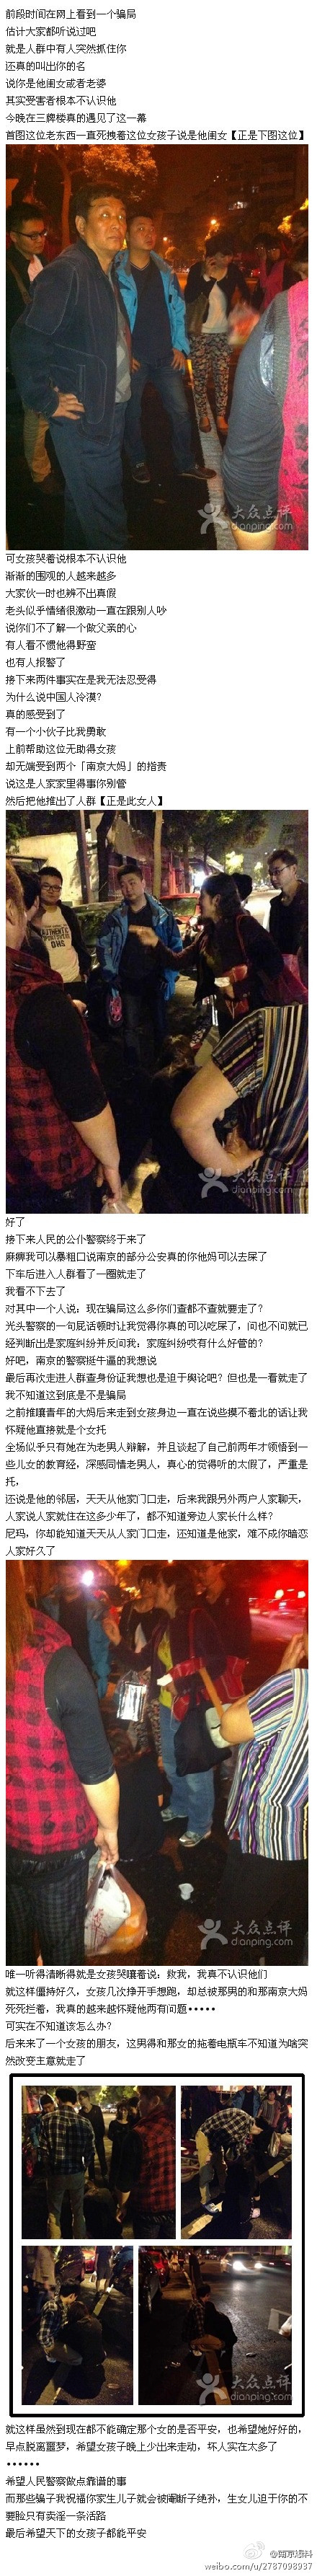 前段时间在网上看到一个骗局
估计大家都听说过吧
就是人群中有人突然抓住你
还真的叫出你的名
说你是他闺女或者老婆
其实受害者根本不认识他
今晚在三牌楼真的遇见了这一幕
首图这位老东西一直死拽着这位女孩子说是他闺女【正是下图这位】
大众点评
dianping.com
可女孩哭着说根本不认识他
渐渐的围观的人越来越多
大家伙一时也辨不出真假
老头似乎情绪很激动一直在跟别人吵
说你们不了解一个做父亲的心
有人看不惯他得野蛮
也有人报警了
接下来两件事实在是我无法忍受得
为什么说中国人冷漠？
真的感受到了
有一个小伙子比我勇敢
上前帮助这位无助得女孩
却无端受到两个「南京大妈」的指责
说这是人家家里得事你别管
然后把他推出了人群【正是此女人】
AUTHENTIC
大众点评
dianping.com
好了
接下来人民的公仆警察终于来了
麻痹我可以暴粗口说南京的部分公安真的你他妈可以去屎了
下车后进入人群看了一圈就走了
我看不下去了
对其中一个人说：现在骗局这么多你们查都不查就要走了？
光头警察的一句屁话顿时让我觉得你真的可以吃屎了，问也不问就已
经判断出是家庭纠纷并反问我：家庭纠纷哎有什么好管的？
好吧，南京的警察挺牛逼的我想说
最后再次走进人群查身份证我想也是迫于舆论吧？但也是一看就走了
我不知道这到底是不是骗局
之前推嚷青年的大妈后来走到女孩身边一直在说些摸不着北的话让我
怀疑他直接就是个女托
全场似乎只有她在为老男人辩解，并且谈起了自己前两年才领悟到一
些儿女的教育经，深感同情老男人，真心的觉得听的太假了，严重是
托，
还说是他的邻居，天天从他家门口走，后来我跟另外两户人家聊天，
人家说人家就住在这多少年了，都不知道旁边人家长什么样？
尼玛，你却能知道天天从人家门口走，还知道是他家，难不成你暗恋
人家好久了
大众点评
dianping.com
唯一听得清晰得就是女孩哭嚷着说：救我，我真不认识他们
就这样僵持好久，女孩几次挣开手想跑，却总被那男的和那南京大妈
死死拦着，我真的越来越怀疑他两有问题•••••
可实在不知道该怎么办？
后来来了一个女孩的朋友，这男得和那女的拖着电瓶车不知道为啥突
然改变主意就走了
大众点评
dianping.com
就这样虽然到现在都不能确定那个女的是否平安，也希望她好好的，
早点脱离噩梦，希望女孩子晚上少出来走动，坏人实在太多了
••••••
希望人民警察做点靠谱的事
而那些骗子我祝福你家生儿子就会被阉断子绝孙，生女儿迫于你的不
要脸只有卖淫一条活路
最后希望天下的女孩子都能平安
@南京爆料
weibo.com/u/2787098937